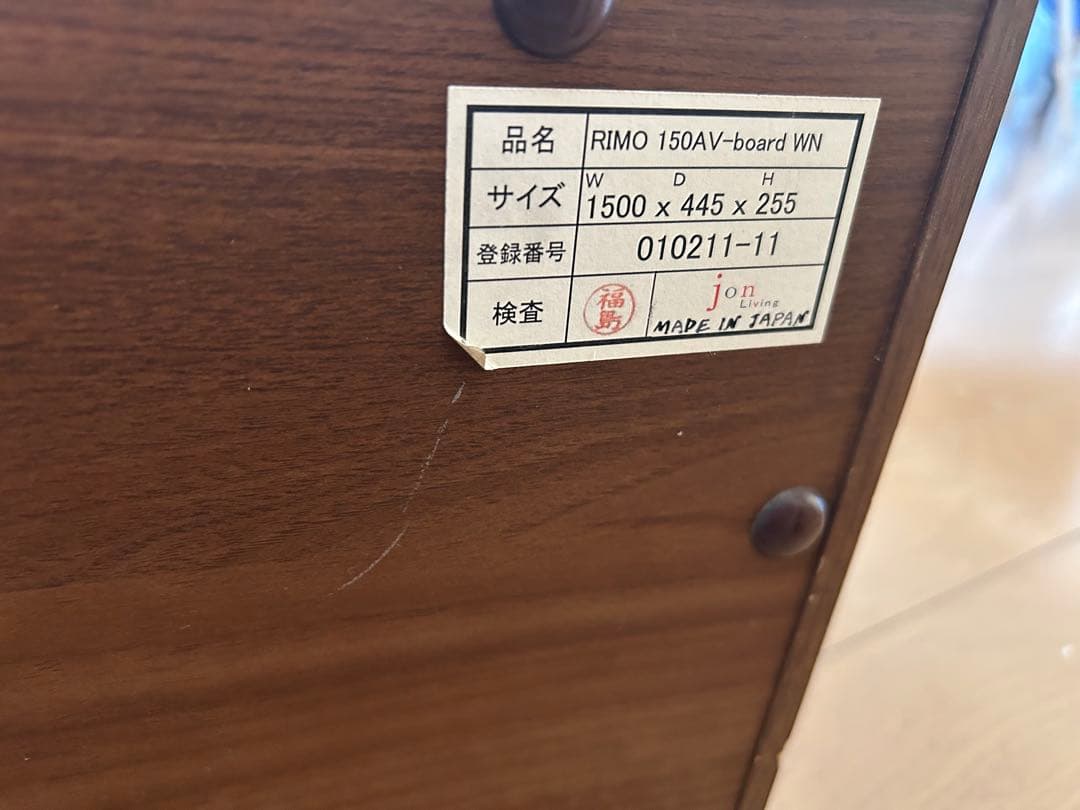 品名 RIMO 150AV-board WN
サイズ W D H
1500 x 445 x 255
登録番号 010211-11
検査 福島 jon Living
MADE IN JAPAN